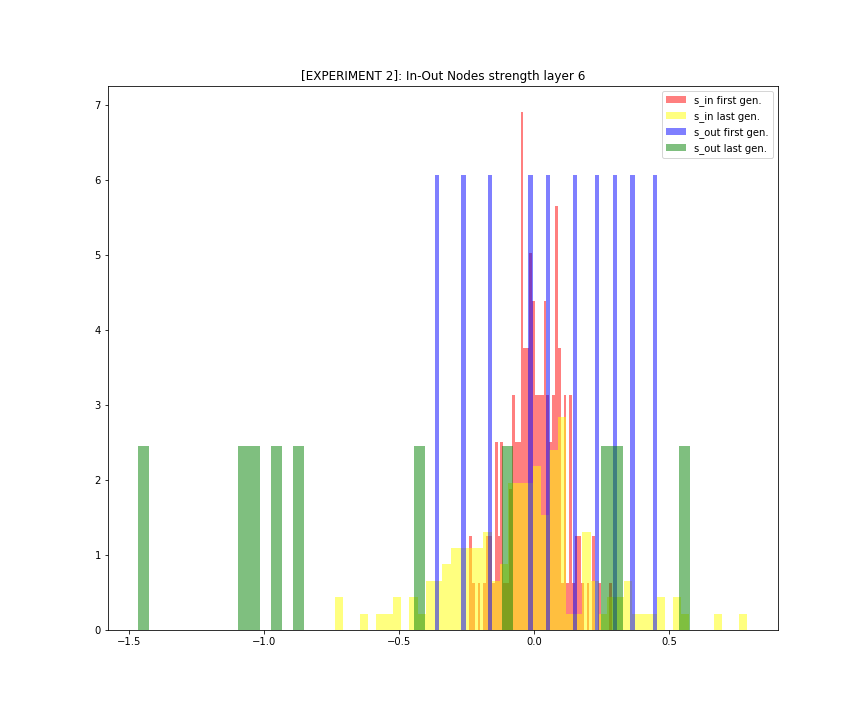 [EXPERIMENT 2]: In-Out Nodes strength layer 6
s_in first gen.
s_in last gen.
s_out first gen.
s_out last gen.
7
6
5
4
3
2
1
0
−1.5 −1.0 −0.5 0.0 0.5